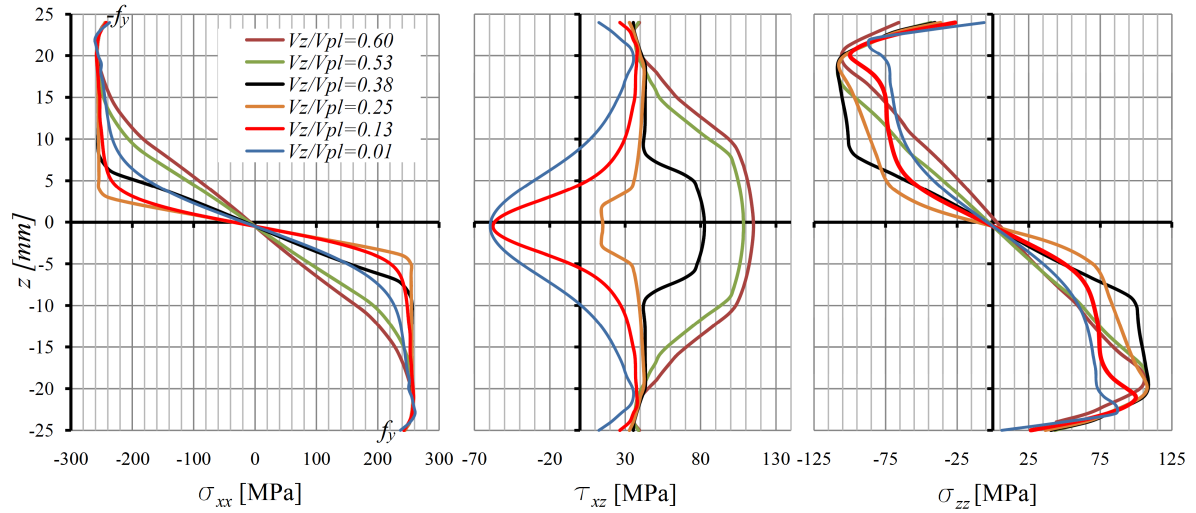 25
20
15
10
5
0
-5
-10
-15
-20
-25
z [mm]
-fy
Vz/Vpl=0.60
Vz/Vpl=0.53
Vz/Vpl=0.38
Vz/Vpl=0.25
Vz/Vpl=0.13
Vz/Vpl=0.01
fy
-300 -200 -100 0 100 200 300
σxx [MPa]
-70 -20 30 80 130
τxz [MPa]
-125 -75 -25 25 75 125
σzz [MPa]